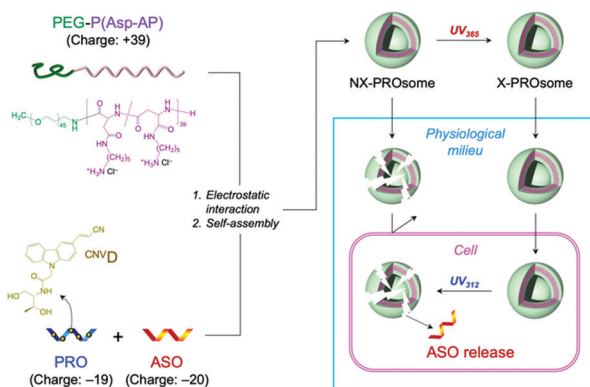 PEG-P(Asp-AP)
(Charge: +39)
H₃C
O
45
N
H
O
H
N
O
N
H
O
39
H
O
HN
(CH₂)₅
⁺H₃N Cl⁻
O
HN
(CH₂)₅
⁺H₃N Cl⁻
CN
CNVD
N
O
NH
HO
OH
PRO
(Charge: –19)
+
ASO
(Charge: –20)
1. Electrostatic
interaction
2. Self-assembly
UV365
NX-PROsome
X-PROsome
Physiological
milieu
Cell
UV312
ASO release